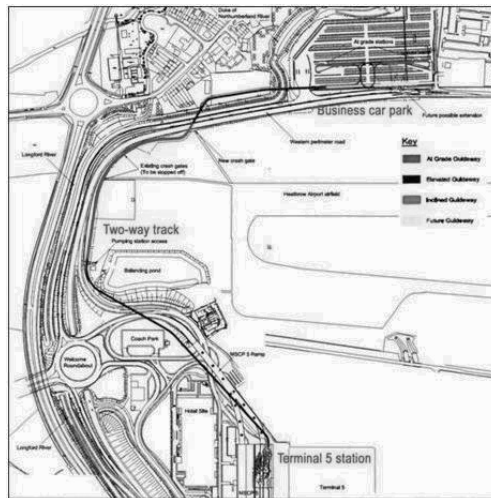 Duke of
Northumberland River
At grade stations
Business car park
Future possible extension
Longford River
Western perimeter road
Existing crash gates
(To be stopped off)
New crash gate
Key
At Grade Guideway
Elevated Guideway
Inclined Guideway
Future Guideway
Heathrow Airport airfield
Two-way track
Pumping station access
Balancing pond
Coach Park
Welcome
Roundabout
MSCP 5 Ramp
Hotel Site
Longford River
Terminal 5 station
MSCP
Terminal 5